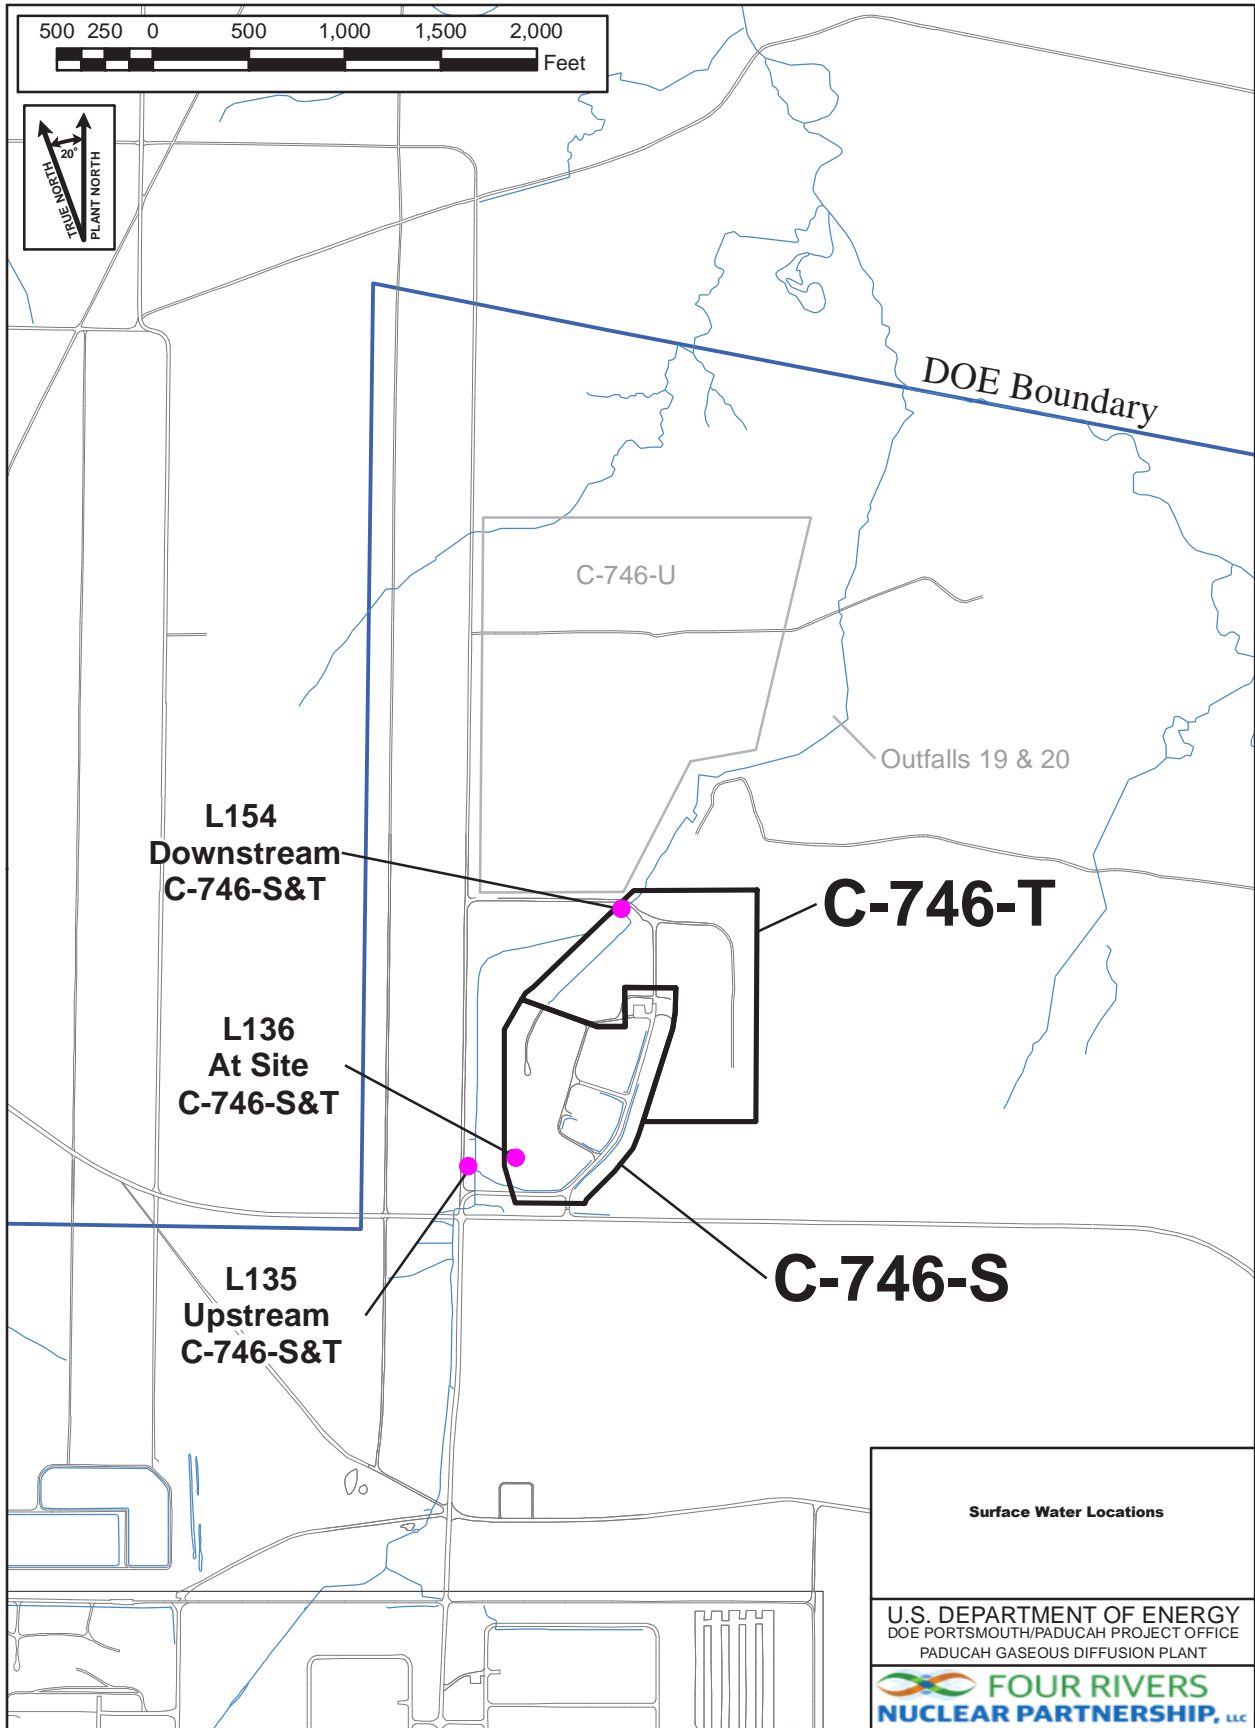 500 250 0 500 1,000 1,500 2,000
Feet
20°
TRUE NORTH
PLANT NORTH
DOE Boundary
C-746-U
Outfalls 19 & 20
L154
Downstream
C-746-S&T
C-746-T
L136
At Site
C-746-S&T
L135
Upstream
C-746-S&T
C-746-S
Surface Water Locations
U.S. DEPARTMENT OF ENERGY
DOE PORTSMOUTH/PADUCAH PROJECT OFFICE
PADUCAH GASEOUS DIFFUSION PLANT
FOUR RIVERS
NUCLEAR PARTNERSHIP, LLC